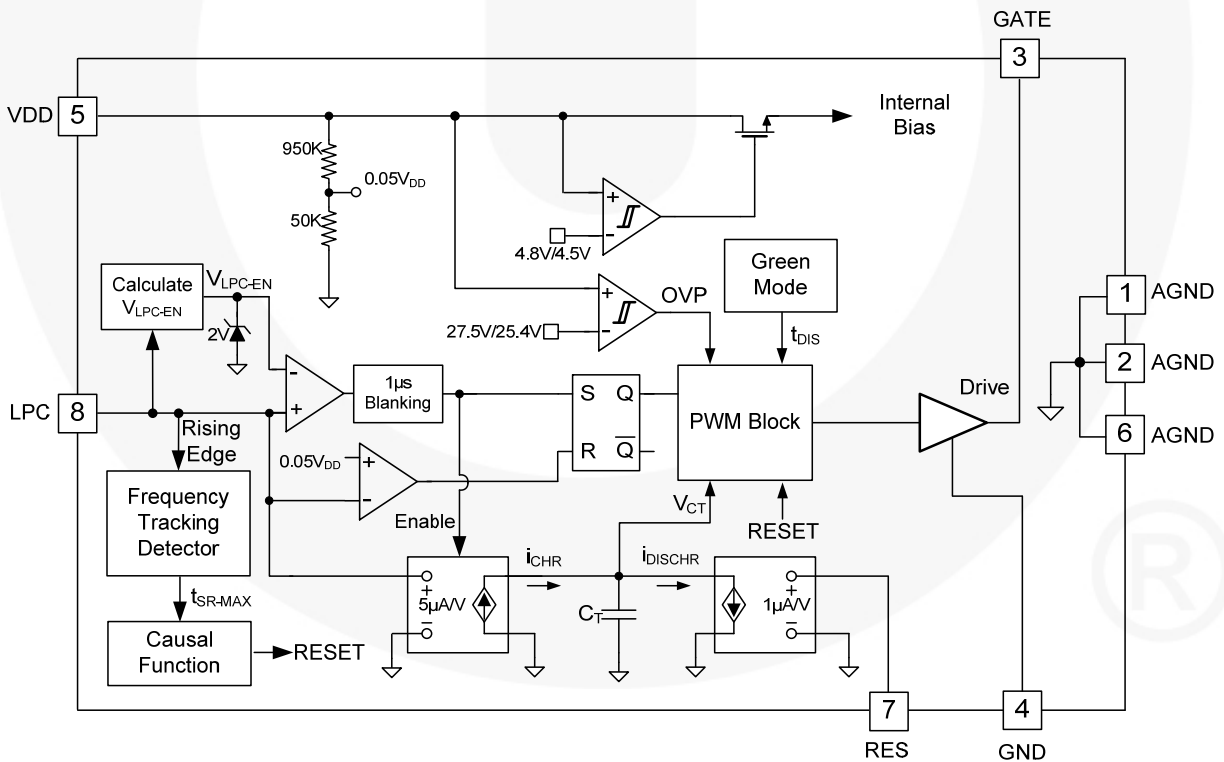 GATE
3
VDD
5
Internal
Bias
950K
0.05VDD
50K
+
-
4.8V/4.5V
Green
Mode
Calculate
VLPC-EN
VLPC-EN
2V
+
-
27.5V/25.4V
OVP
tDIS
1
AGND
2
AGND
6
AGND
LPC
8
-
+
1µs
Blanking
S
Q
R
Q
PWM Block
Drive
Rising
Edge
0.05VDD
+
-
Frequency
Tracking
Detector
Enable
VCT
RESET
iCHR
iDISCHR
tSR-MAX
+
5µA/V
-
CT
+
1µA/V
-
Causal
Function
RESET
7
RES
4
GND
®